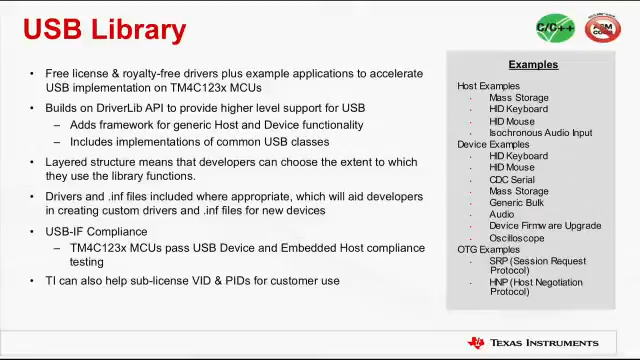 USB Library
C/C++
ASM
CODE
• Free license & royalty-free drivers plus example applications to accelerate
USB implementation on TM4C123x MCUs
• Builds on DriverLib API to provide higher level support for USB
– Adds framework for generic Host and Device functionality
– Includes implementations of common USB classes
• Layered structure means that developers can choose the extent to which
they use the library functions.
• Drivers and .inf files included where appropriate, which will aid developers
in creating custom drivers and .inf files for new devices
• USB-IF Compliance
– TM4C123x MCUs pass USB Device and Embedded Host compliance
testing
• TI can also help sub-license VID & PIDs for customer use
Examples
Host Examples
• Mass Storage
• HID Keyboard
• HID Mouse
• Isochronous Audio Input
Device Examples
• HID Keyboard
• HID Mouse
• CDC Serial
• Mass Storage
• Generic Bulk
• Audio
• Device Firmware Upgrade
• Oscilloscope
OTG Examples
• SRP (Session Request
Protocol)
• HNP (Host Negotiation
Protocol)
TEXAS INSTRUMENTS